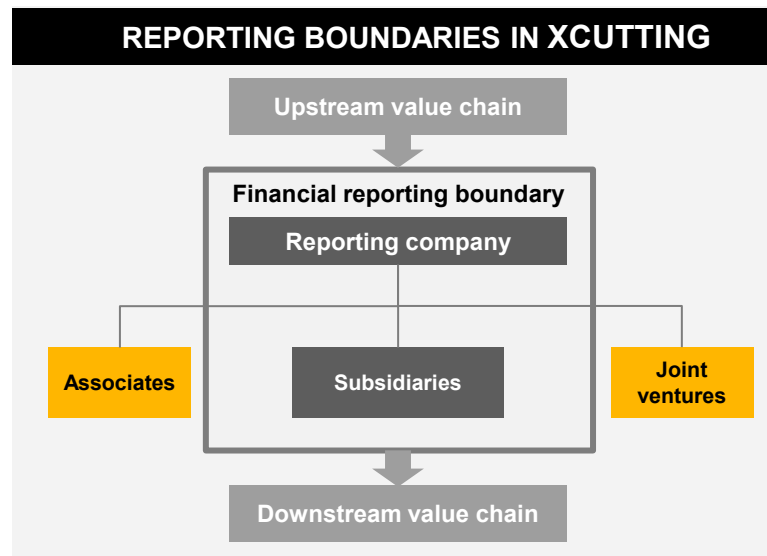 REPORTING BOUNDARIES IN XCUTTING
Upstream value chain
Financial reporting boundary
Reporting company
Associates
Subsidiaries
Joint
ventures
Downstream value chain